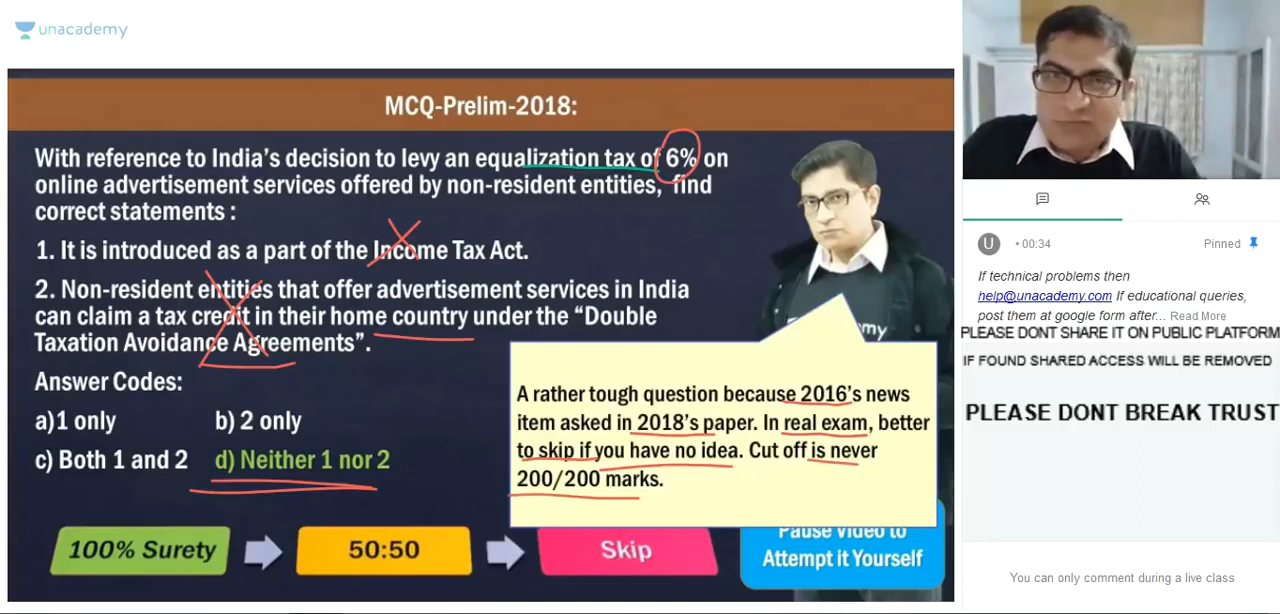 unacademy
MCQ-Prelim-2018:
With reference to India's decision to levy an equalization tax of 6% on
online advertisement services offered by non-resident entities, find
correct statements :
1. It is introduced as a part of the Income Tax Act.
2. Non-resident entities that offer advertisement services in India
can claim a tax credit in their home country under the “Double
Taxation Avoidance Agreements”.
Answer Codes:
a)1 only b) 2 only
c) Both 1 and 2 d) Neither 1 nor 2
my
A rather tough question because 2016's news
item asked in 2018's paper. In real exam, better
to skip if you have no idea. Cut off is never
200/200 marks.
100% Surety
50:50
Skip
Pause Video to
Attempt it Yourself
U • 00:34 Pinned
If technical problems then
help@unacademy.com If educational queries,
post them at google form after... Read More
PLEASE DONT SHARE IT ON PUBLIC PLATFORM
IF FOUND SHARED ACCESS WILL BE REMOVED
PLEASE DONT BREAK TRUST
You can only comment during a live class